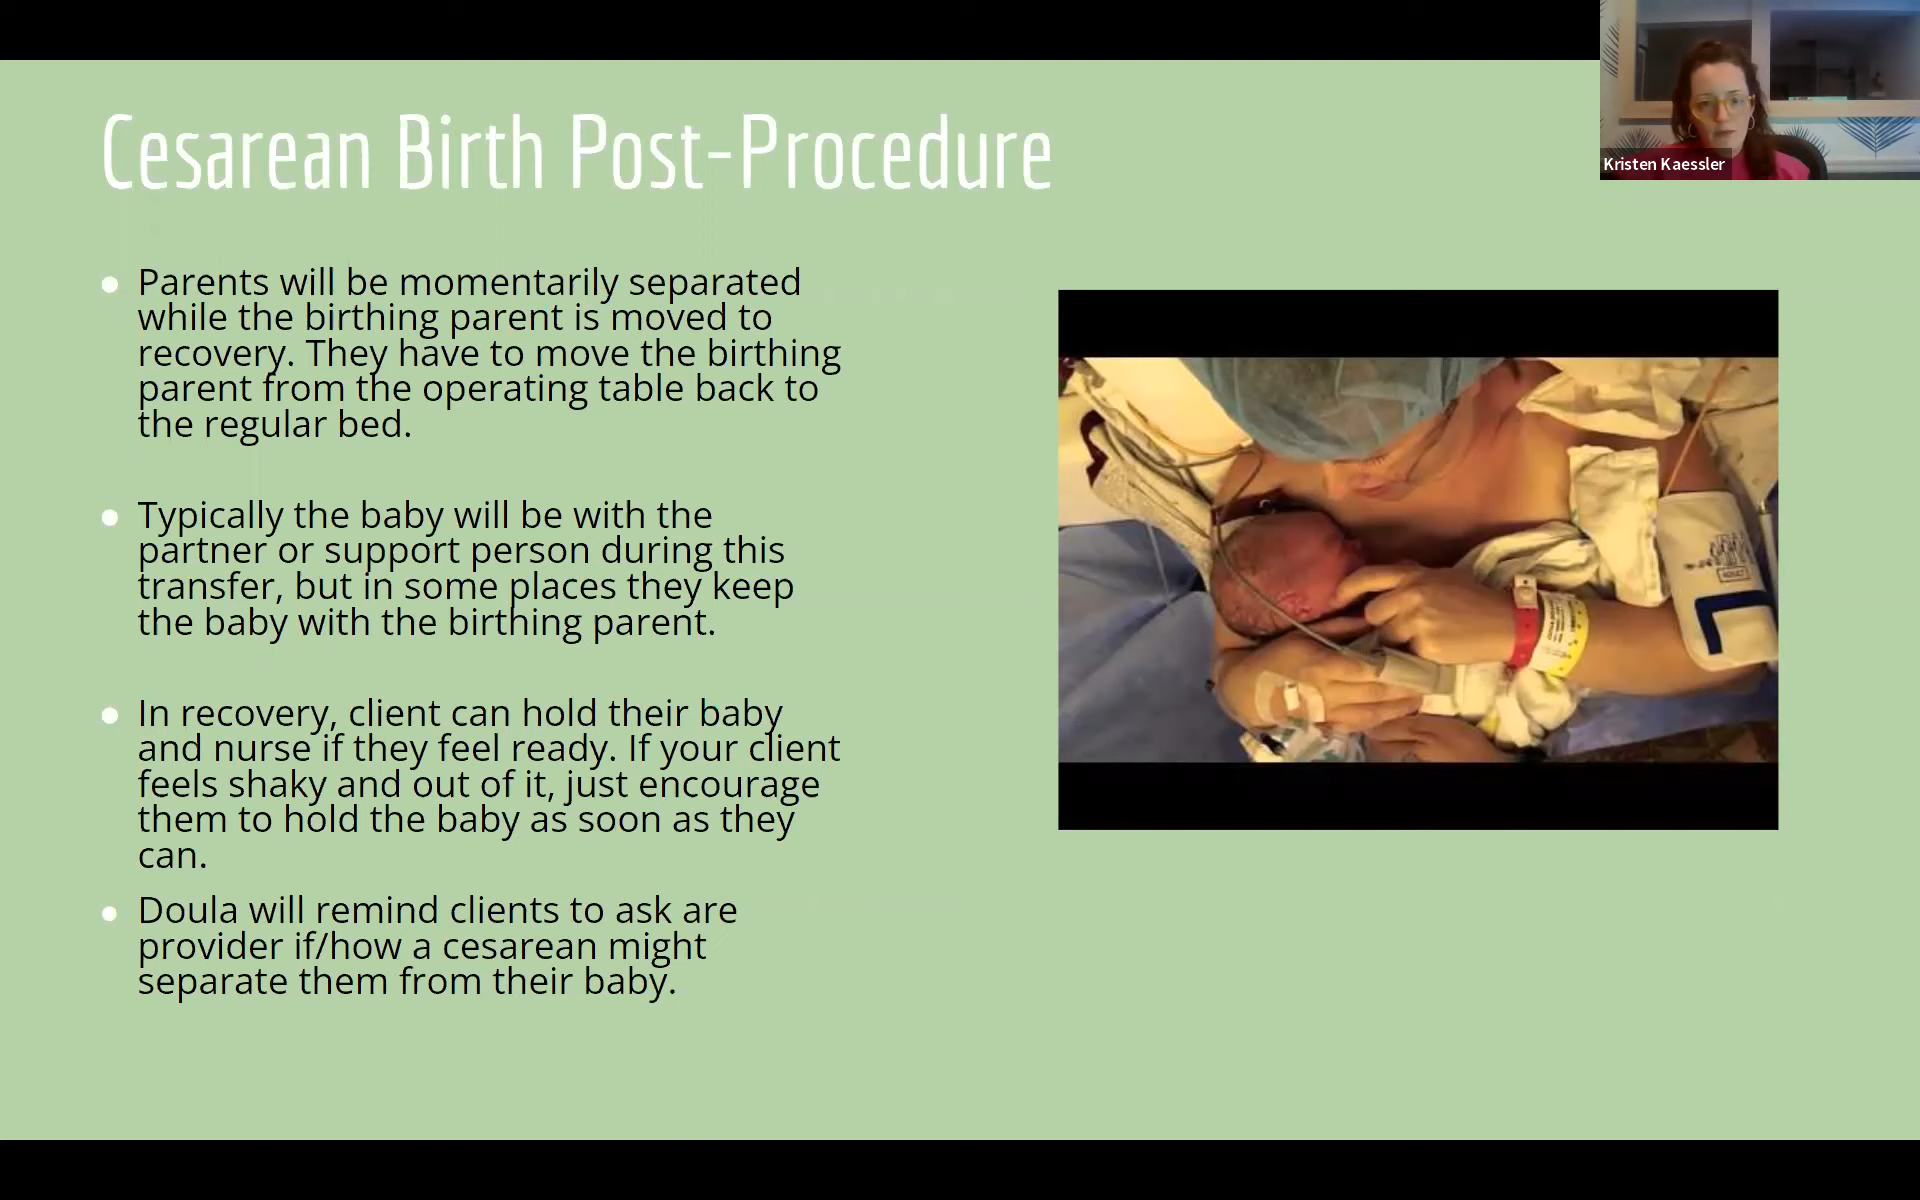 Cesarean Birth Post-Procedure
Kristen Kaessler
Parents will be momentarily separated
while the birthing parent is moved to
recovery. They have to move the birthing
parent from the operating table back to
the regular bed.
Typically the baby will be with the
partner or support person during this
transfer, but in some places they keep
the baby with the birthing parent.
In recovery, client can hold their baby
and nurse if they feel ready. If your client
feels shaky and out of it, just encourage
them to hold the baby as soon as they
can.
Doula will remind clients to ask are
provider if/how a cesarean might
separate them from their baby.
ADULT
L